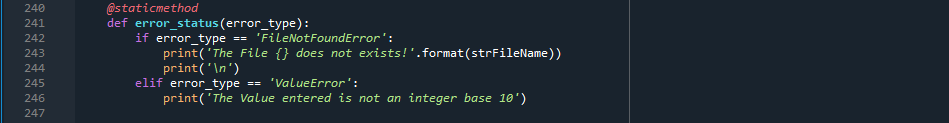 240 @staticmethod
241 def error_status(error_type):
242 if error_type == 'FileNotFoundError':
243 print('The File {} does not exists!'.format(strFileName))
244 print('\n')
245 elif error_type == 'ValueError':
246 print('The Value entered is not an integer base 10')
247